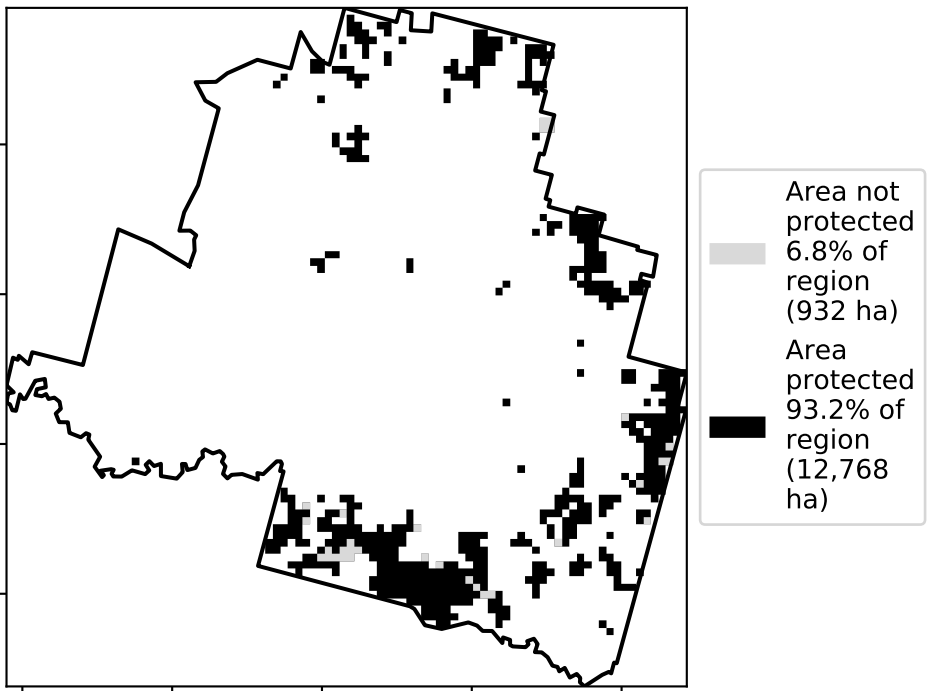 Area not
protected
6.8% of
region
(932 ha)
Area
protected
93.2% of
region
(12,768
ha)